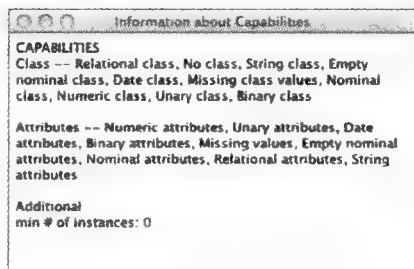 Information about Capabilities
CAPABILITIES
Class -- Relational class, No class, String class, Empty
nominal class, Date class, Missing class values, Nominal
class, Numeric class, Unary class, Binary class
Attributes -- Numeric attributes, Unary attributes, Date
attributes, Binary attributes, Missing values, Empty nominal
attributes, Nominal attributes, Relational attributes, String
attributes
Additional
min # of instances: 0